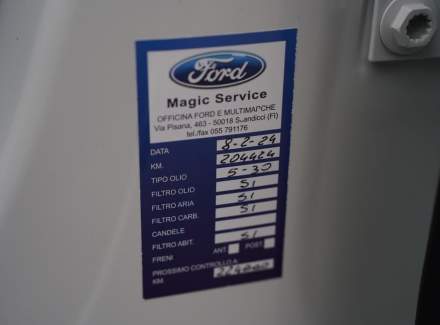 Ford
Magic Service
OFFICINA FORD E MULTIMARCHE
Via Pisana, 463 - 50018 Scandicci (FI)
tel./fax 055 791176
DATA 8-2-24
KM. 204424
TIPO OLIO 5-30
FILTRO OLIO SI
FILTRO ARIA SI
FILTRO CARB. SI
CANDELE
FILTRO ABIT. SI
FRENI ANT POST
PROSSIMO CONTROLLO A
KM